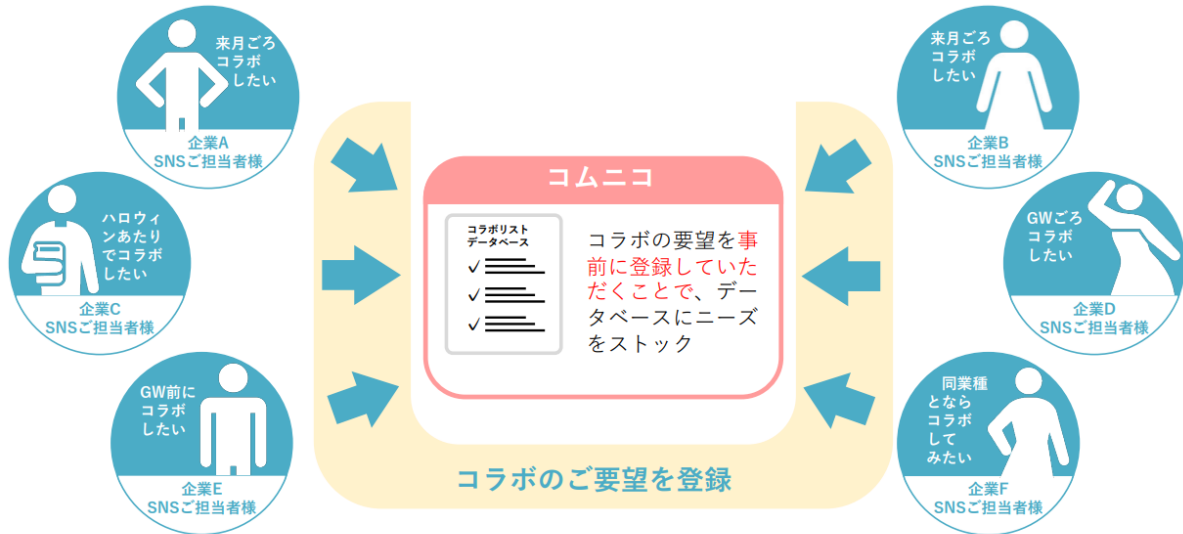 来月ごろ
コラボ
したい
企業A
SNSご担当者様
ハロウィ
ンあたり
でコラボ
したい
企業C
SNSご担当者様
GW前に
コラボ
したい
企業E
SNSご担当者様
コムニコ
コラボリスト
データベース
コラボの要望を事
前に登録していた
だくことで、デー
タベースにニーズ
をストック
コラボのご要望を登録
来月ごろ
コラボ
したい
企業B
SNSご担当者様
GWごろ
コラボ
したい
企業D
SNSご担当者様
同業種
となら
コラボ
して
みたい
企業F
SNSご担当者様